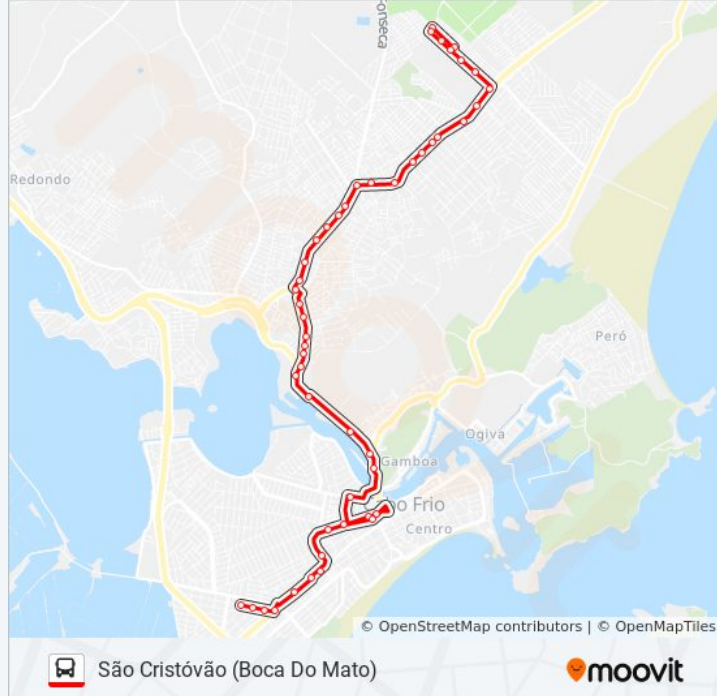 onseca
Redondo
Peró
Ogiva
Gamboa
o Frio
Centro
© OpenStreetMap contributors | © OpenMapTiles
São Cristóvão (Boca Do Mato)
moovit